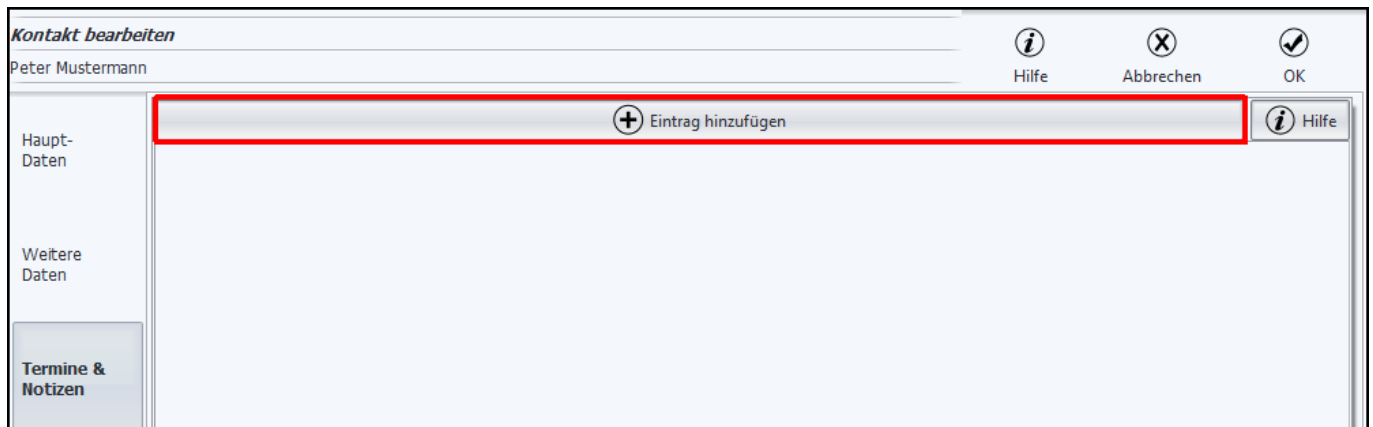 Kontakt bearbeiten
Peter Mustermann
Hilfe
Abbrechen
OK
Eintrag hinzufügen
Hilfe
Haupt-
Daten
Weitere
Daten
Termine &
Notizen